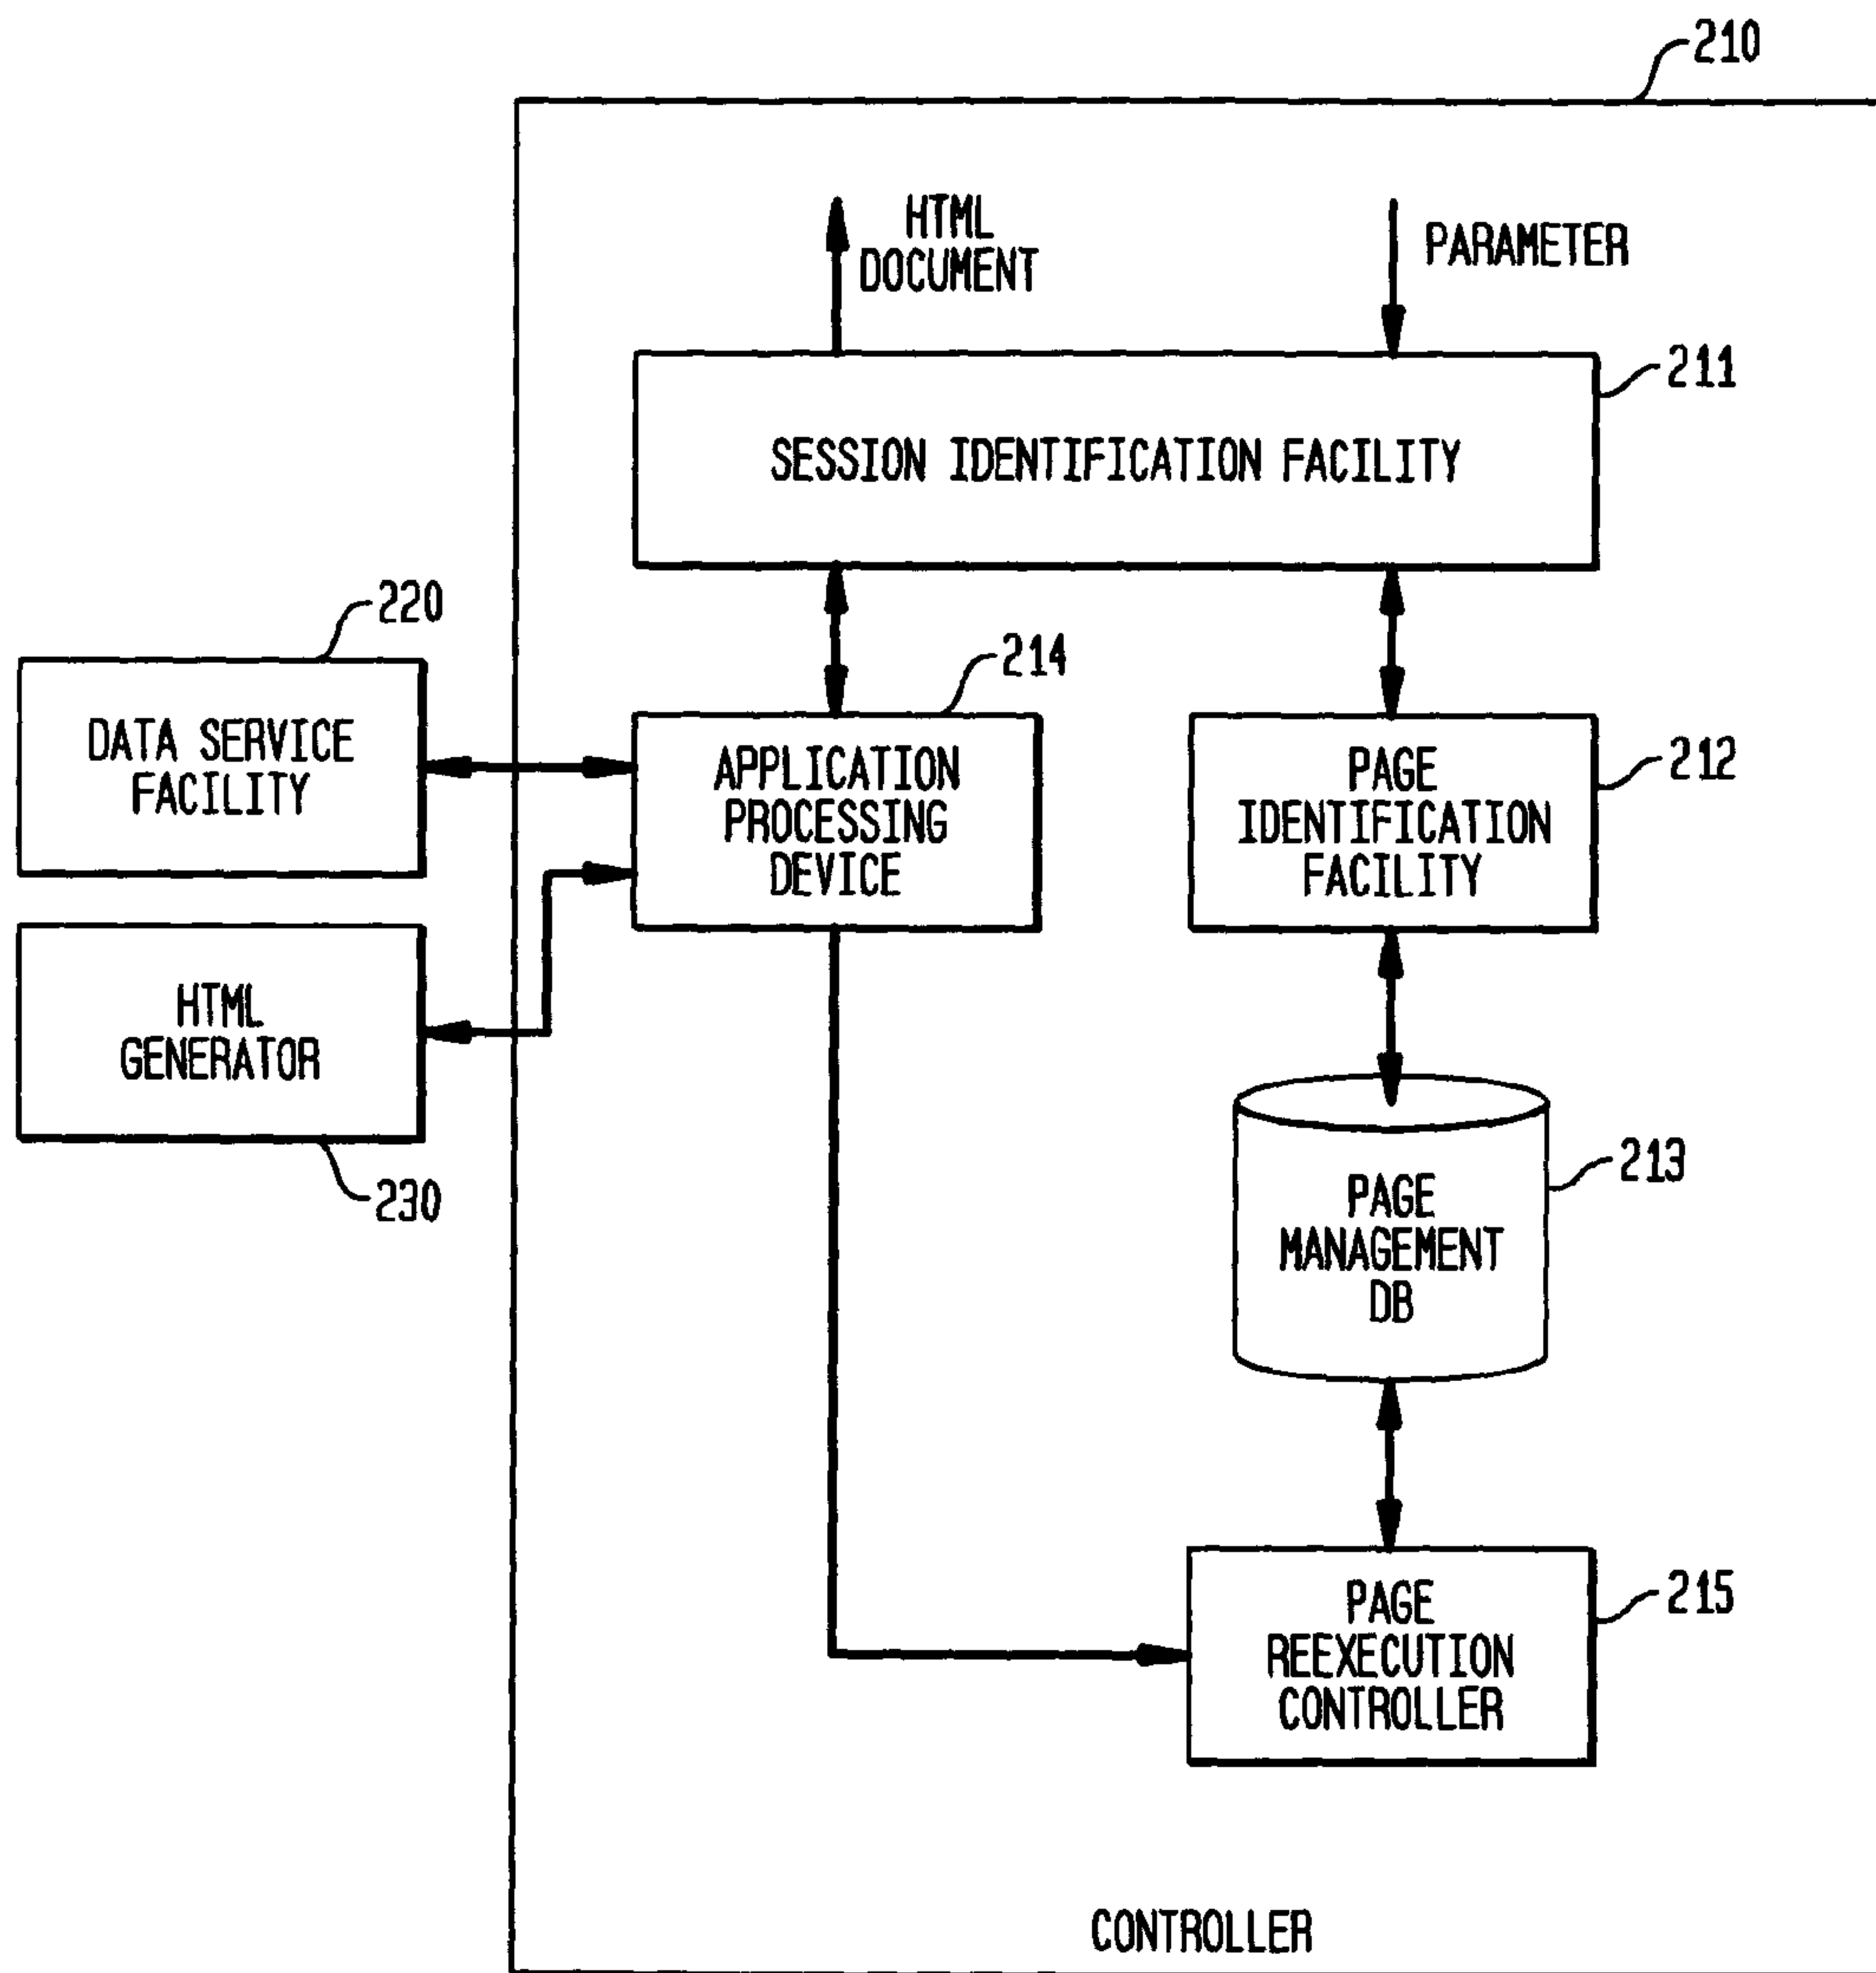 210
HTML
DOCUMENT
PARAMETER
211
SESSION IDENTIFICATION FACILITY
220
214
DATA SERVICE
FACILITY
APPLICATION
PROCESSING
DEVICE
212
PAGE
IDENTIFICATION
FACILITY
HTML
GENERATOR
230
213
PAGE
MANAGEMENT
DB
215
PAGE
REEXECUTION
CONTROLLER
CONTROLLER